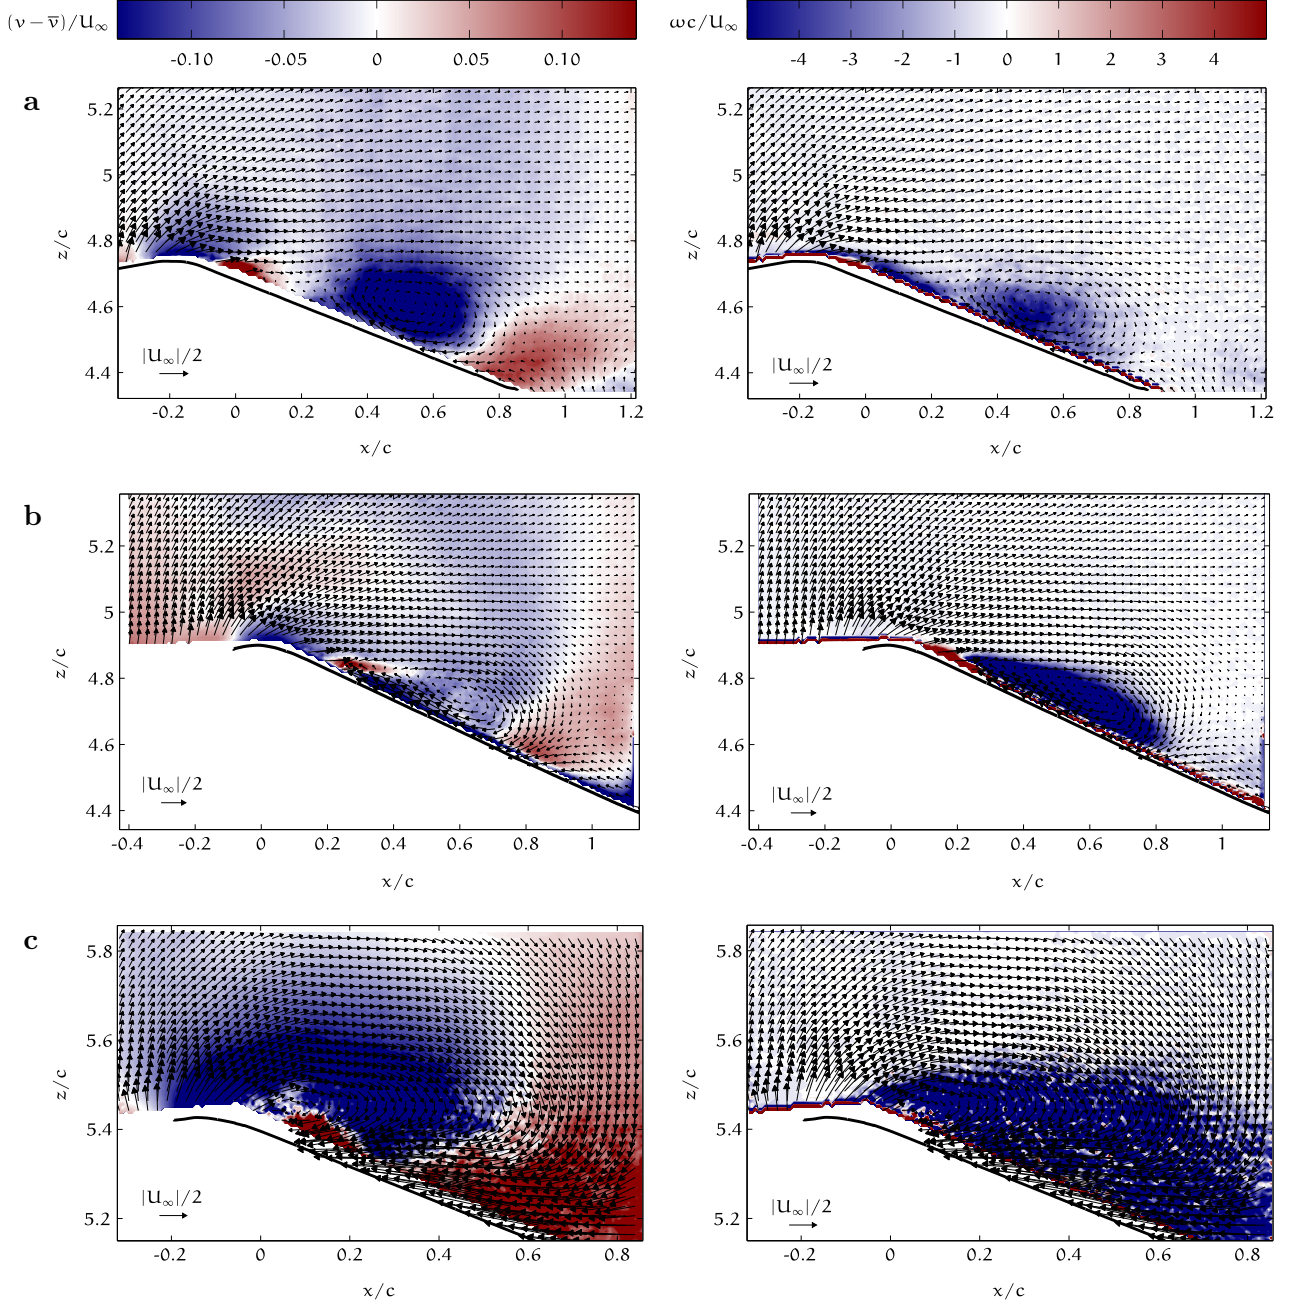 (v − v̅)/U∞
-0.10 -0.05 0 0.05 0.10
ωc/U∞
-4 -3 -2 -1 0 1 2 3 4
a
z/c
5.2
5
4.8
4.6
4.4
|U∞|/2
-0.2 0 0.2 0.4 0.6 0.8 1 1.2
x/c
z/c
5.2
5
4.8
4.6
4.4
|U∞|/2
-0.2 0 0.2 0.4 0.6 0.8 1 1.2
x/c
b
z/c
5.2
5
4.8
4.6
4.4
|U∞|/2
-0.4 -0.2 0 0.2 0.4 0.6 0.8 1
x/c
z/c
5.2
5
4.8
4.6
4.4
|U∞|/2
-0.4 -0.2 0 0.2 0.4 0.6 0.8 1
x/c
c
z/c
5.8
5.6
5.4
5.2
|U∞|/2
-0.2 0 0.2 0.4 0.6 0.8
x/c
z/c
5.8
5.6
5.4
5.2
|U∞|/2
-0.2 0 0.2 0.4 0.6 0.8
x/c